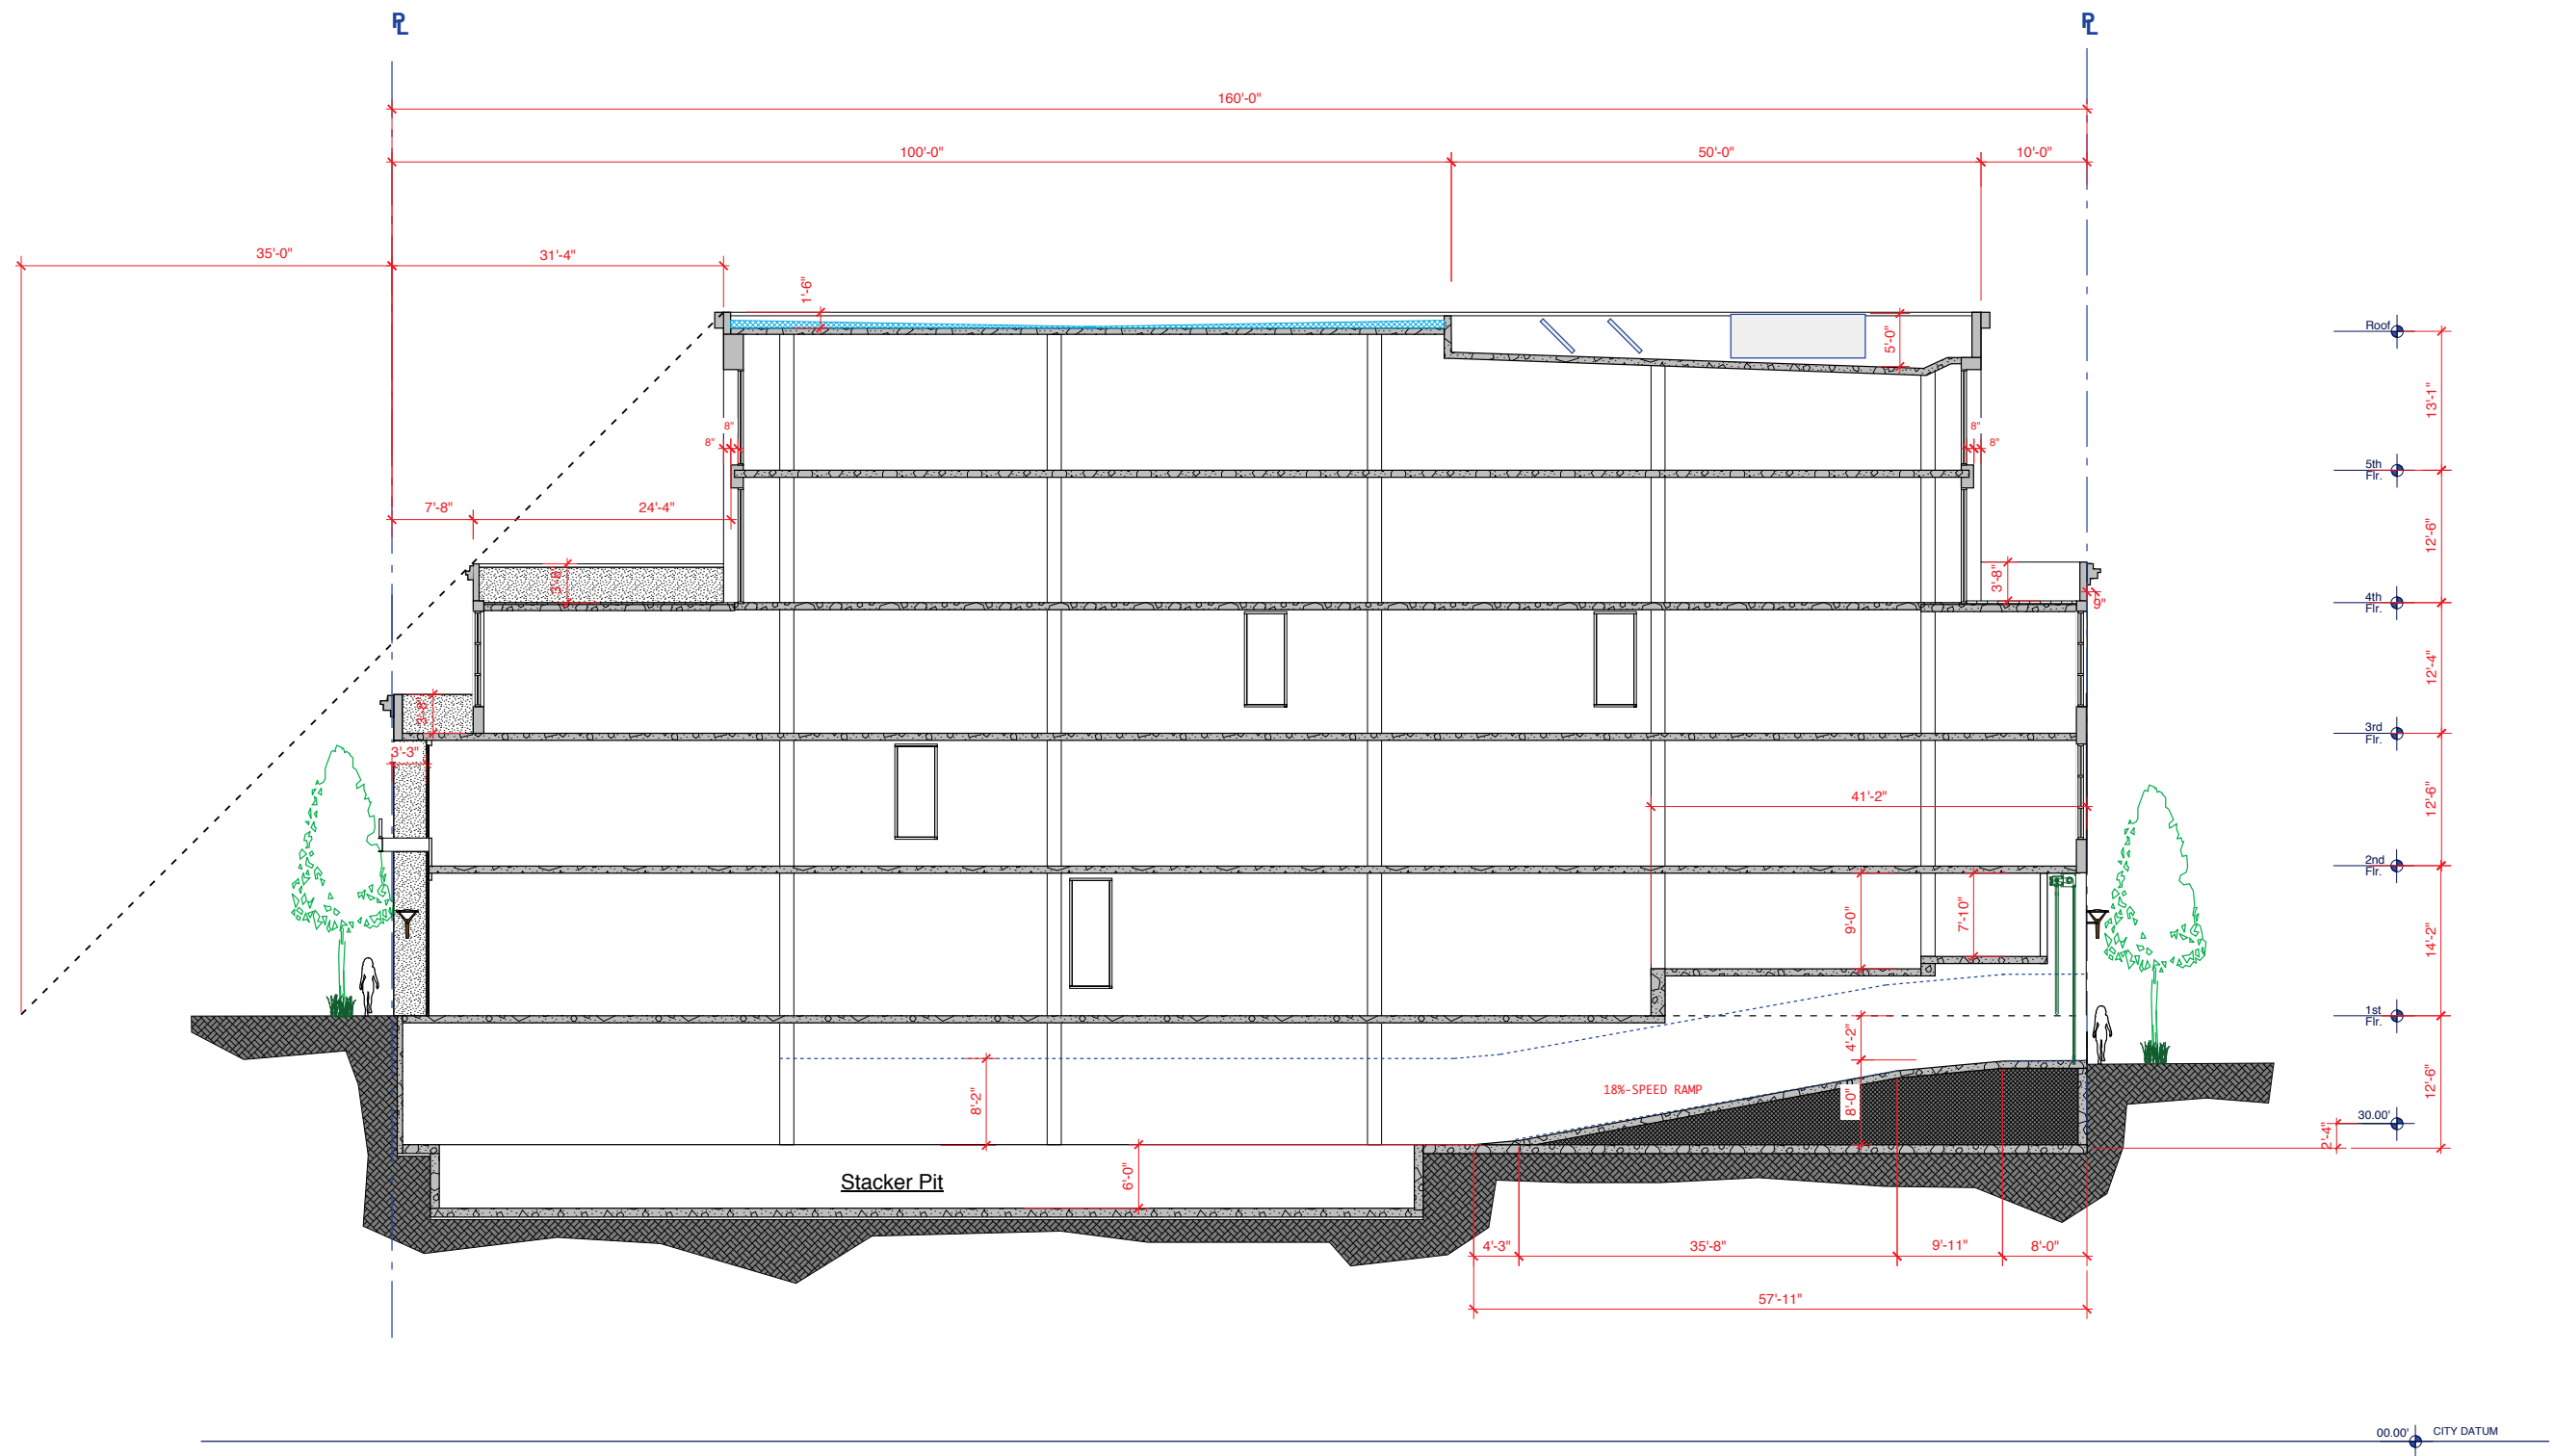 PL
PL
160'-0"
100'-0"
50'-0"
10'-0"
35'-0"
31'-4"
1'-6"
5'-0"
Roof
13'-1"
8"
8"
8"
8"
5th
Flr.
7'-8"
24'-4"
12'-6"
3'-8"
3'-8"
9"
4th
Flr.
12'-4"
3'-8"
3rd
Flr.
3'-3"
41'-2"
12'-6"
2nd
Flr.
9'-0"
7'-10"
14'-2"
1st
Flr.
4'-2"
8'-2"
18%-SPEED RAMP
8'-0"
12'-6"
30.00'
2'-4"
Stacker Pit
6'-0"
4'-3"
35'-8"
9'-11"
8'-0"
57'-11"
00.00'
CITY DATUM